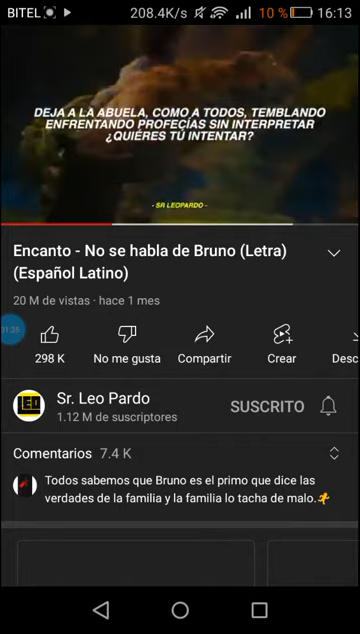 BITEL 208.4K/s 10 % 16:13
DEJA A LA ABUELA, COMO A TODOS, TEMBLANDO
ENFRENTANDO PROFECÍAS SIN INTERPRETAR
¿QUIÉRES TÚ INTENTAR?
- SR LEOPARDO -
Encanto - No se habla de Bruno (Letra)
(Español Latino)
20 M de vistas · hace 1 mes
298 K No me gusta Compartir Crear Desc
Sr. Leo Pardo
1.12 M de suscriptores
SUSCRITO
Comentarios 7.4 K
Todos sabemos que Bruno es el primo que dice las
verdades de la familia y la familia lo tacha de malo.🏃